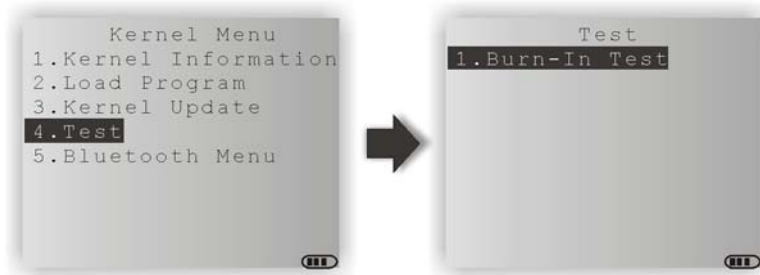 Kernel Menu
1.Kernel Information
2.Load Program
3.Kernel Update
4.Test
5.Bluetooth Menu
Test
1.Burn-In Test